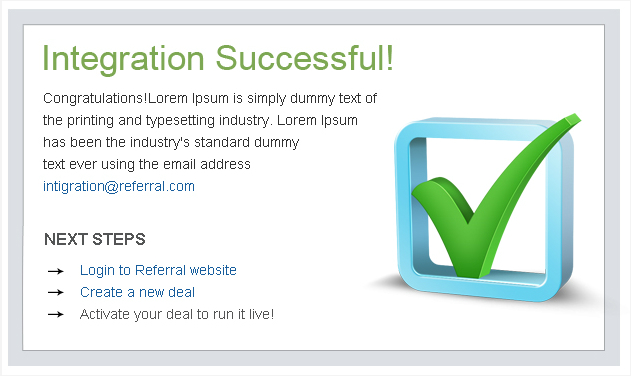 Integration Successful!
Congratulations!Lorem Ipsum is simply dummy text of
the printing and typesetting industry. Lorem Ipsum
has been the industry's standard dummy
text ever using the email address
intigration@referral.com
NEXT STEPS
Login to Referral website
Create a new deal
Activate your deal to run it live!